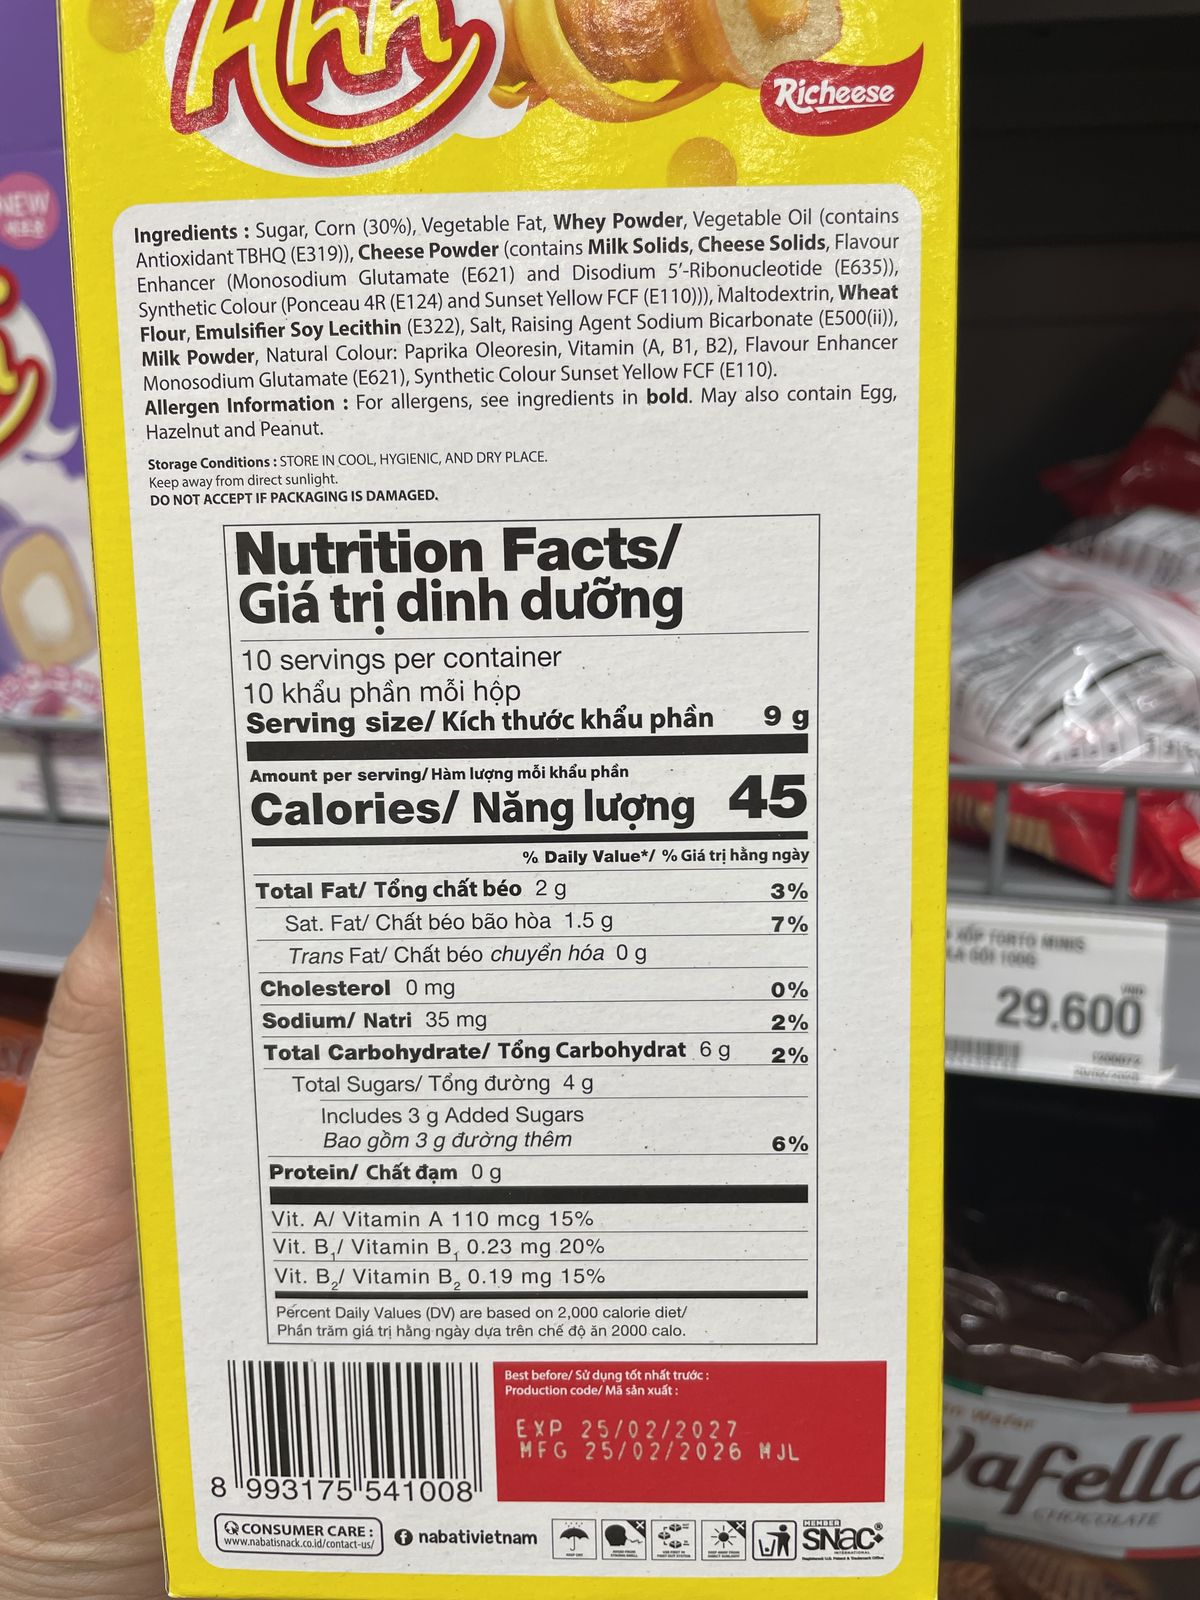 Ahh
Richeese
NEW
Ingredients : Sugar, Corn (30%), Vegetable Fat, Whey Powder, Vegetable Oil (contains
Antioxidant TBHQ (E319)), Cheese Powder (contains Milk Solids, Cheese Solids, Flavour
Enhancer (Monosodium Glutamate (E621) and Disodium 5'-Ribonucleotide (E635)),
Synthetic Colour (Ponceau 4R (E124) and Sunset Yellow FCF (E110))), Maltodextrin, Wheat
Flour, Emulsifier Soy Lecithin (E322), Salt, Raising Agent Sodium Bicarbonate (E500(ii)),
Milk Powder, Natural Colour: Paprika Oleoresin, Vitamin (A, B1, B2), Flavour Enhancer
Monosodium Glutamate (E621), Synthetic Colour Sunset Yellow FCF (E110).
Allergen Information : For allergens, see ingredients in bold. May also contain Egg,
Hazelnut and Peanut.
Storage Conditions : STORE IN COOL, HYGIENIC, AND DRY PLACE.
Keep away from direct sunlight.
DO NOT ACCEPT IF PACKAGING IS DAMAGED.
Nutrition Facts/
Giá trị dinh dưỡng
10 servings per container
10 khẩu phần mỗi hộp
Serving size/ Kích thước khẩu phần 9 g
Amount per serving/ Hàm lượng mỗi khẩu phần
Calories/ Năng lượng 45
% Daily Value*/ % Giá trị hằng ngày
Total Fat/ Tổng chất béo 2 g 3%
Sat. Fat/ Chất béo bão hòa 1.5 g 7%
Trans Fat/ Chất béo chuyển hóa 0 g
Cholesterol 0 mg 0%
Sodium/ Natri 35 mg 2%
Total Carbohydrate/ Tổng Carbohydrat 6 g 2%
Total Sugars/ Tổng đường 4 g
Includes 3 g Added Sugars
Bao gồm 3 g đường thêm 6%
Protein/ Chất đạm 0 g
Vit. A/ Vitamin A 110 mcg 15%
Vit. B₁/ Vitamin B₁ 0.23 mg 20%
Vit. B₂/ Vitamin B₂ 0.19 mg 15%
Percent Daily Values (DV) are based on 2,000 calorie diet/
Phần trăm giá trị hằng ngày dựa trên chế độ ăn 2000 calo.
Best before/ Sử dụng tốt nhất trước :
Production code/ Mã sản xuất :
EXP 25/02/2027
MFG 25/02/2026 MJL
8 993175 541008
CONSUMER CARE :
www.nabatisnack.co.id/contact-us/
nabativietnam
MEMBER
SNAC
INTERNATIONAL
XỐP TORTO MINIS
GÓI 100G
VND
29.600
Wafer
afello
CHOCOLATE